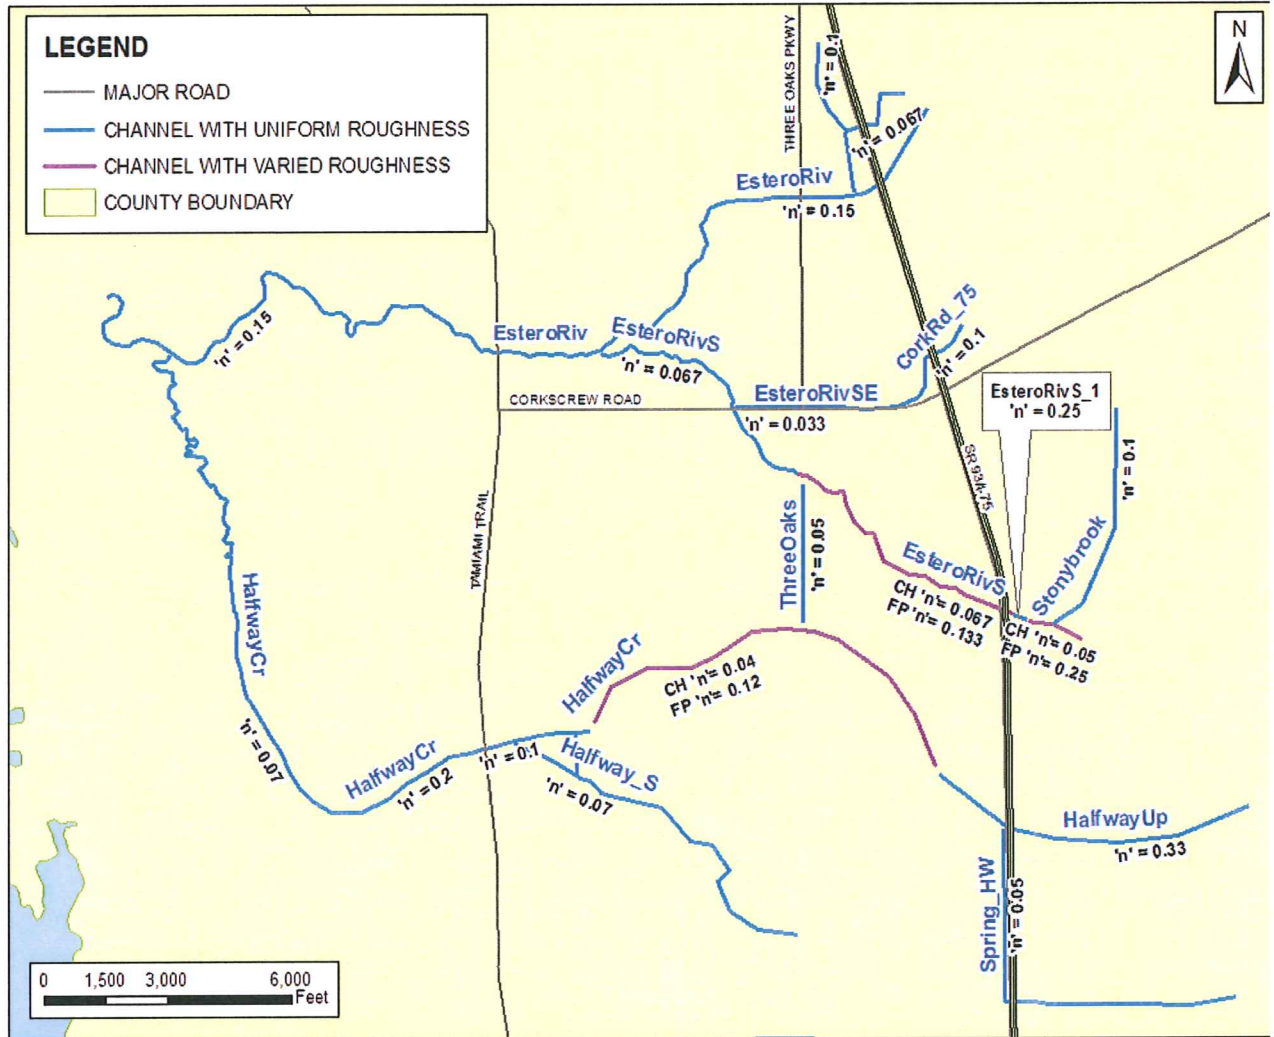 LEGEND
MAJOR ROAD
CHANNEL WITH UNIFORM ROUGHNESS
CHANNEL WITH VARIED ROUGHNESS
COUNTY BOUNDARY
N
THREE OAKS PKWY
'n' = 0.1
'n' = 0.067
EsteroRiv
'n' = 0.15
'n' = 0.15
EsteroRiv
EsteroRivS
'n' = 0.067
CorkRd_75
'n' = 0.1
EsteroRivSE
CORKSCREW ROAD
'n' = 0.033
EsteroRivS_1
'n' = 0.25
SR 93/I-75
'n' = 0.1
TAMIAMI TRAIL
ThreeOaks
'n' = 0.05
EsteroRivS
CH 'n'= 0.067
FP 'n'= 0.133
Stonybrook
CH 'n'= 0.05
FP 'n'= 0.25
HalfwayCr
'n' = 0.07
HalfwayCr
CH 'n'= 0.04
FP 'n'= 0.12
HalfwayCr
'n' = 0.2
'n' = 0.1
Halfway_S
'n' = 0.07
HalfwayUp
'n' = 0.33
Spring_HW
'n' = 0.05
0 1,500 3,000 6,000
Feet